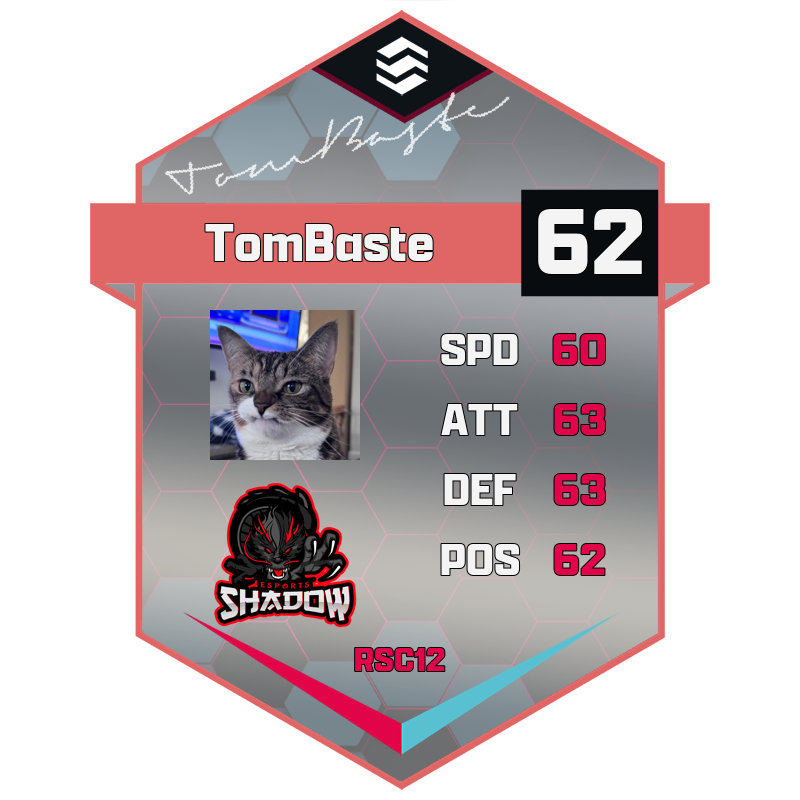 TomBaste
TomBaste
62
SPD 60
ATT 63
DEF 63
POS 62
ESPORTS
SHADOW
RSC12